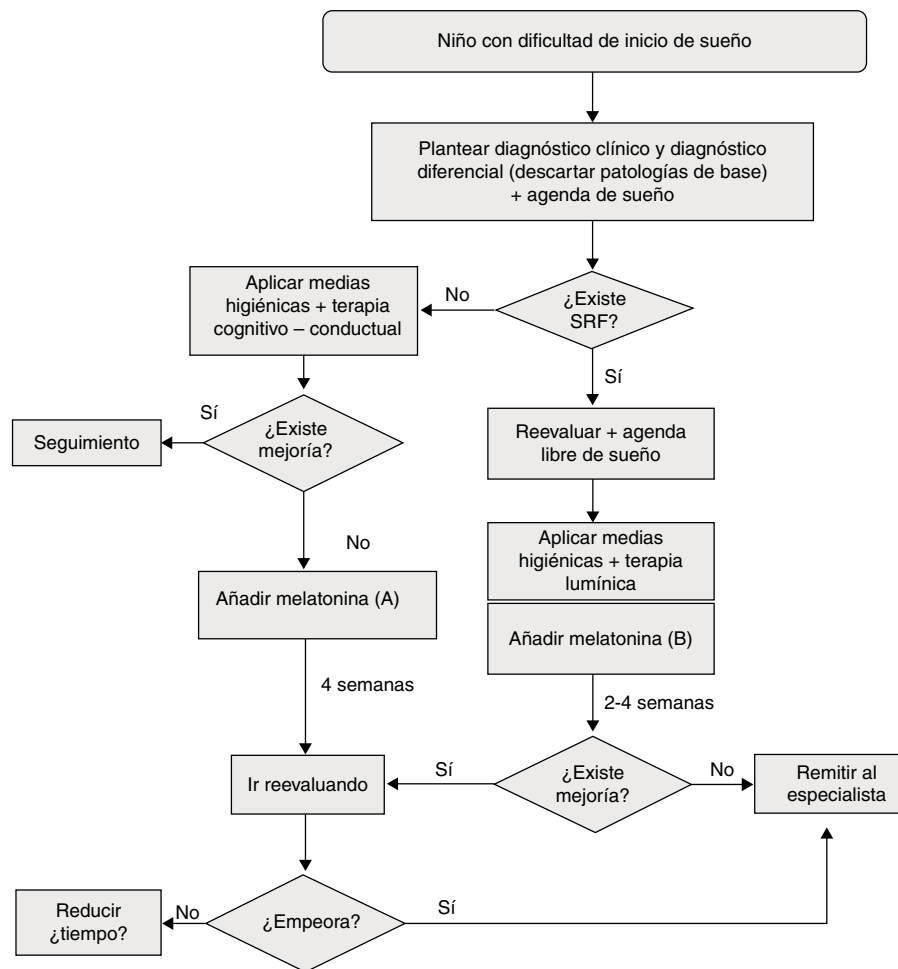 Niño con dificultad de inicio de sueño
Plantear diagnóstico clínico y diagnóstico
diferencial (descartar patologías de base)
+ agenda de sueño
Aplicar medias
higiénicas + terapia
cognitivo – conductual
No
¿Existe
SRF?
Sí
Sí
¿Existe
mejoría?
Seguimiento
Reevaluar + agenda
libre de sueño
No
Aplicar medias
higiénicas + terapia
lumínica
Añadir melatonina (A)
Añadir melatonina (B)
4 semanas
2-4 semanas
Ir reevaluando
Sí
¿Existe
mejoría?
No
Remitir al
especialista
Reducir
¿tiempo?
No
¿Empeora?
Sí